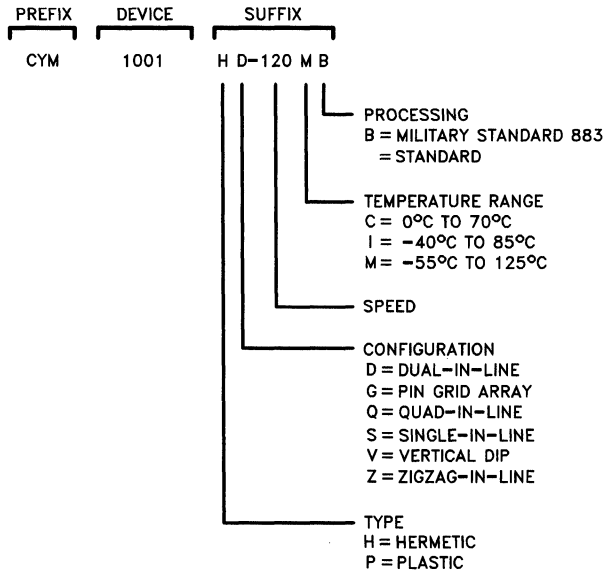 PREFIX DEVICE SUFFIX
CYM 1001 H D-120 M B
PROCESSING
B = MILITARY STANDARD 883
= STANDARD
TEMPERATURE RANGE
C = 0°C TO 70°C
I = -40°C TO 85°C
M = -55°C TO 125°C
SPEED
CONFIGURATION
D = DUAL-IN-LINE
G = PIN GRID ARRAY
Q = QUAD-IN-LINE
S = SINGLE-IN-LINE
V = VERTICAL DIP
Z = ZIGZAG-IN-LINE
TYPE
H = HERMETIC
P = PLASTIC